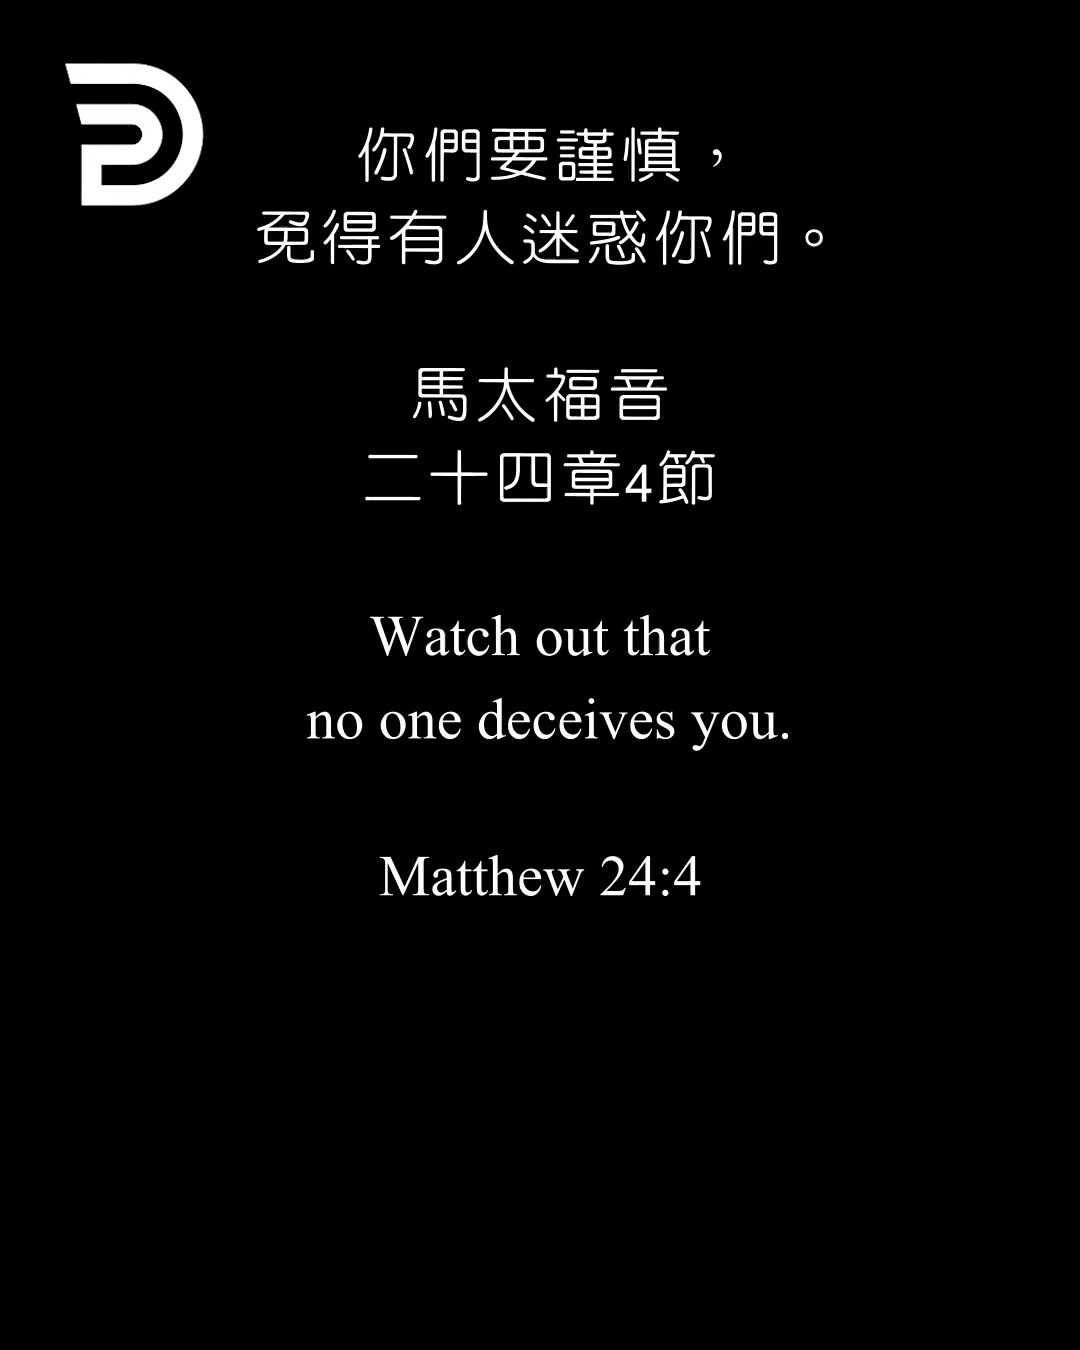 你們要謹慎，
免得有人迷惑你們。
馬太福音
二十四章4節
Watch out that
no one deceives you.
Matthew 24:4